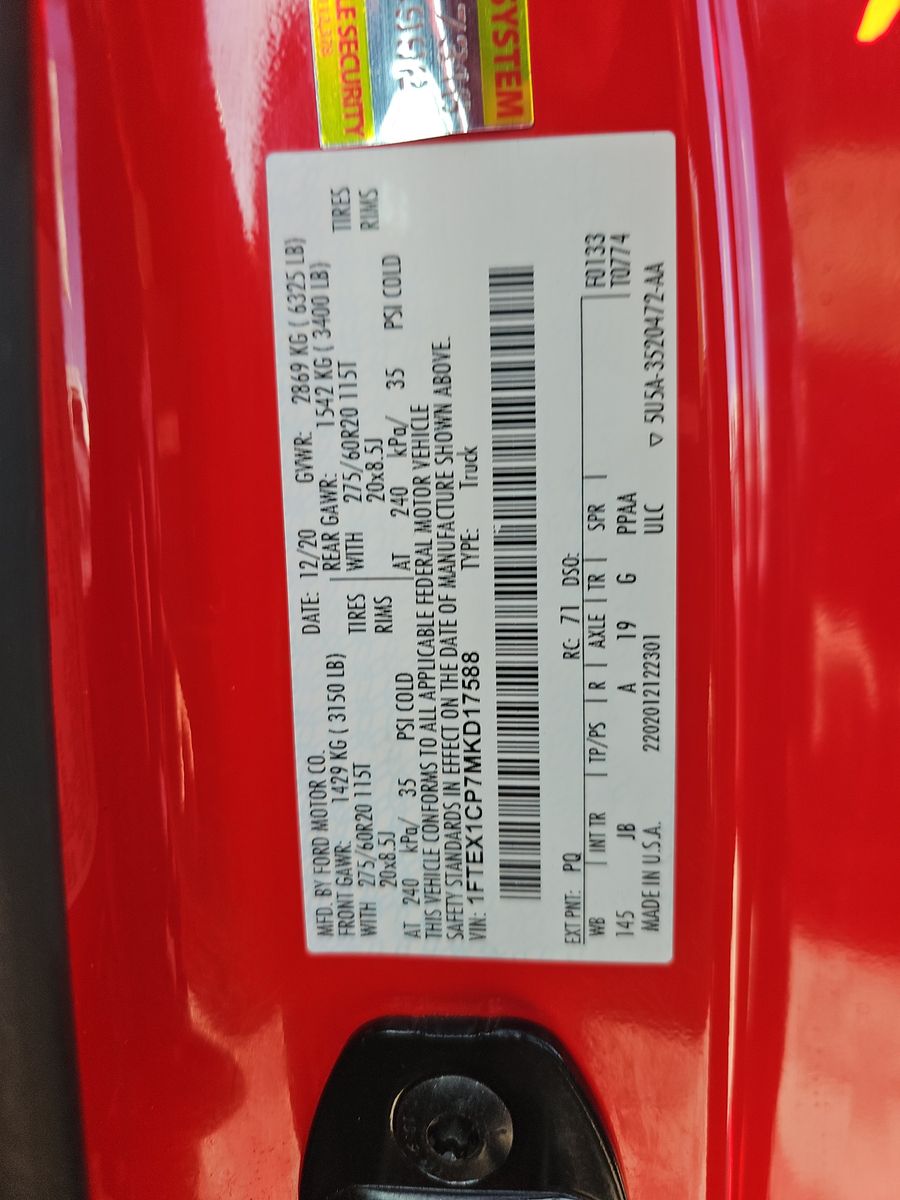 SYSTEM
LE SECURITY
MFD. BY FORD MOTOR CO.
DATE: 12/20 GVWR: 2869 KG ( 6325 LB)
FRONT GAWR: 1429 KG ( 3150 LB)
REAR GAWR: 1542 KG ( 3400 LB)
WITH 275/60R20 115T TIRES
WITH 275/60R20 115T TIRES
20x8.5J RIMS
20x8.5J RIMS
AT 240 kPa/ 35 PSI COLD
AT 240 kPa/ 35 PSI COLD
THIS VEHICLE CONFORMS TO ALL APPLICABLE FEDERAL MOTOR VEHICLE
SAFETY STANDARDS IN EFFECT ON THE DATE OF MANUFACTURE SHOWN ABOVE.
VIN: 1FTEX1CP7MKD17588 TYPE: Truck
EXT PNT: PQ RC: 71 DSO: F0133
WB | INT TR | TP/PS | R | AXLE | TR | SPR | T0774
145 JB A 19 G PPAA
MADE IN U.S.A. 2202012122301 ULC ▽ 5U5A-3520472-AA